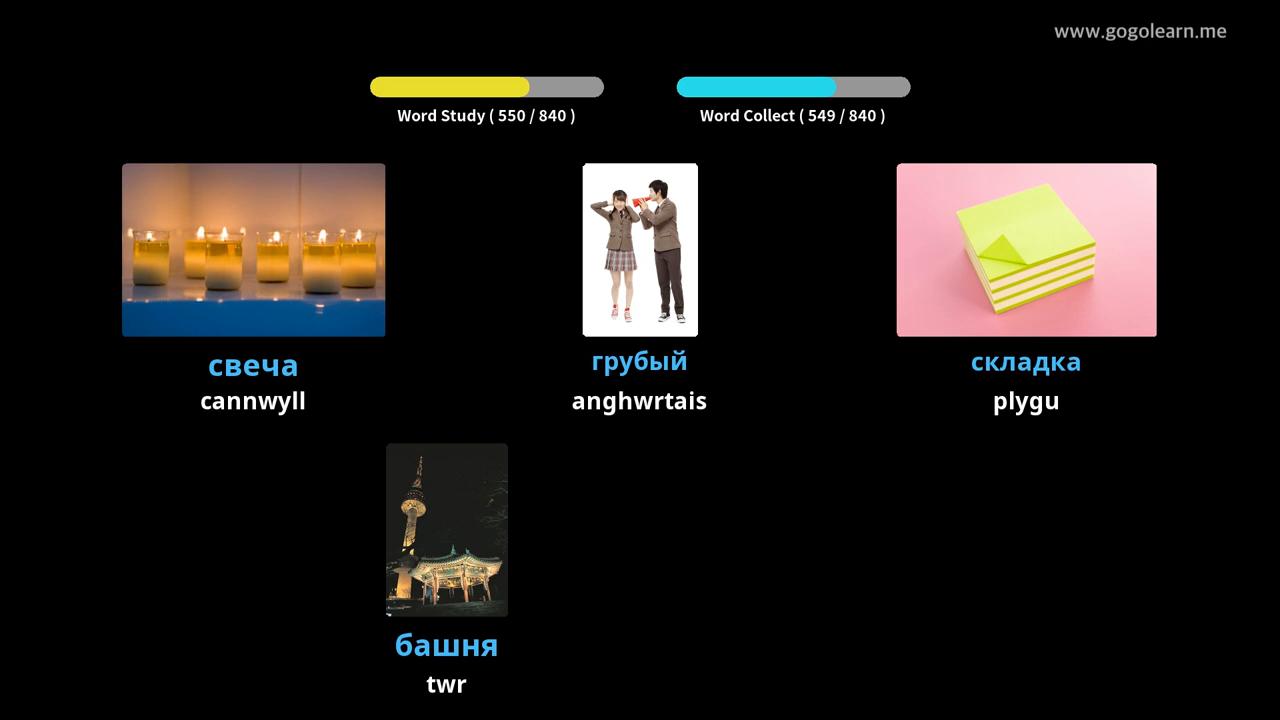 www.gogolearn.me
Word Study ( 550 / 840 )
Word Collect ( 549 / 840 )
свеча
cannwyll
грубый
anghwrtais
складка
plygu
башня
twr